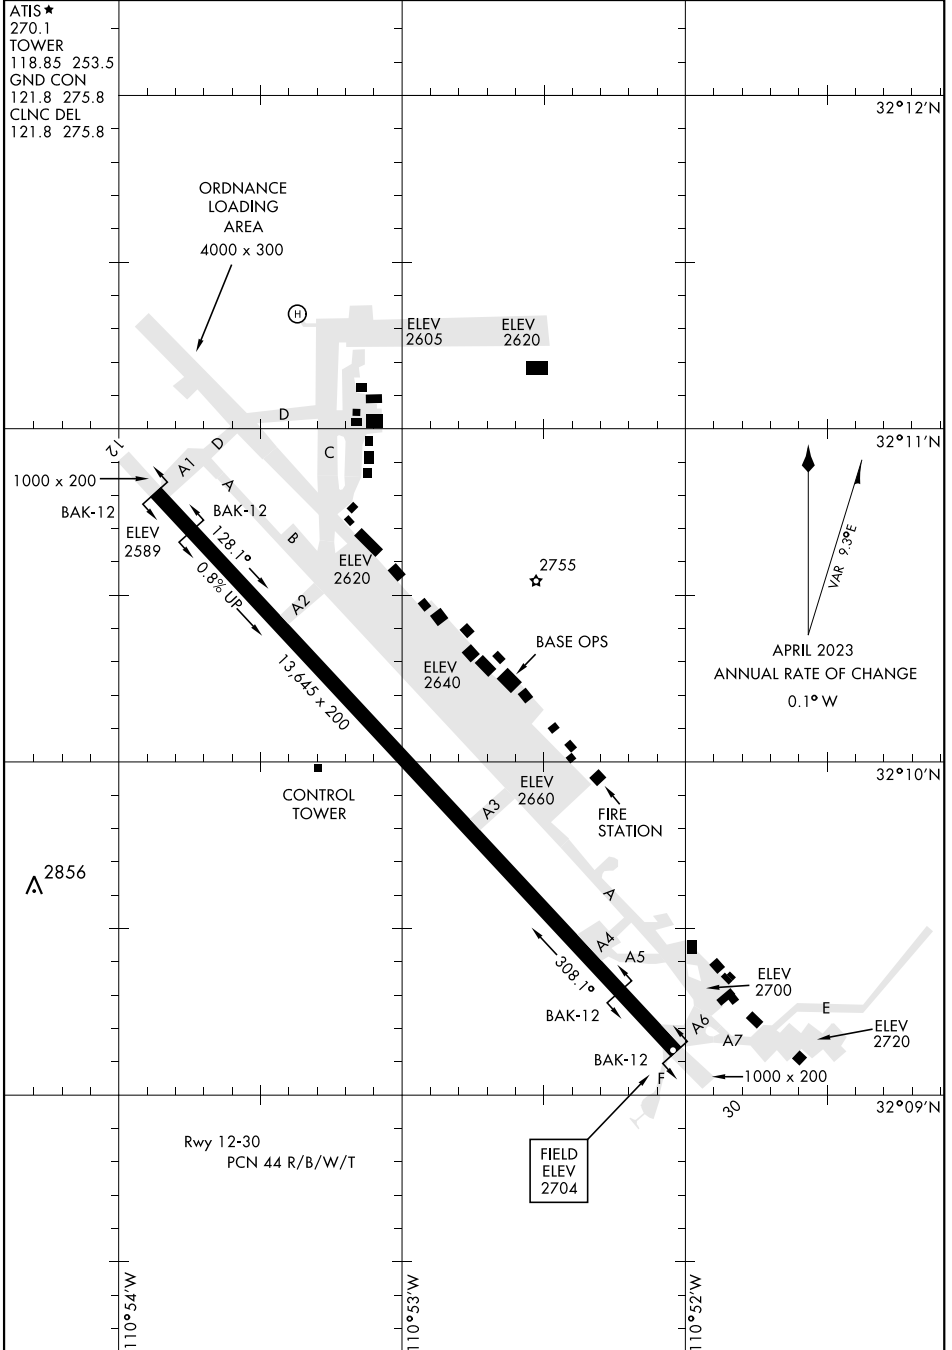 ATIS ★
270.1
TOWER
118.85 253.5
GND CON
121.8 275.8
CLNC DEL
121.8 275.8
32°12'N
ORDNANCE
LOADING
AREA
4000 x 300
H
ELEV
2605
ELEV
2620
D
12
D
C
32°11'N
A1
1000 x 200
A
BAK-12
BAK-12
ELEV
2589
128.1°
B
ELEV
2620
0.8% UP
2755
VAR 9.3°E
A2
BASE OPS
APRIL 2023
ANNUAL RATE OF CHANGE
0.1° W
ELEV
2640
13,645 x 200
32°10'N
ELEV
2660
CONTROL
TOWER
A3
FIRE
STATION
2856
A
A4
A5
308.1°
ELEV
2700
BAK-12
A6
E
A7
ELEV
2720
BAK-12
F
1000 x 200
30
32°09'N
Rwy 12-30
PCN 44 R/B/W/T
FIELD
ELEV
2704
110°54'W
110°53'W
110°52'W